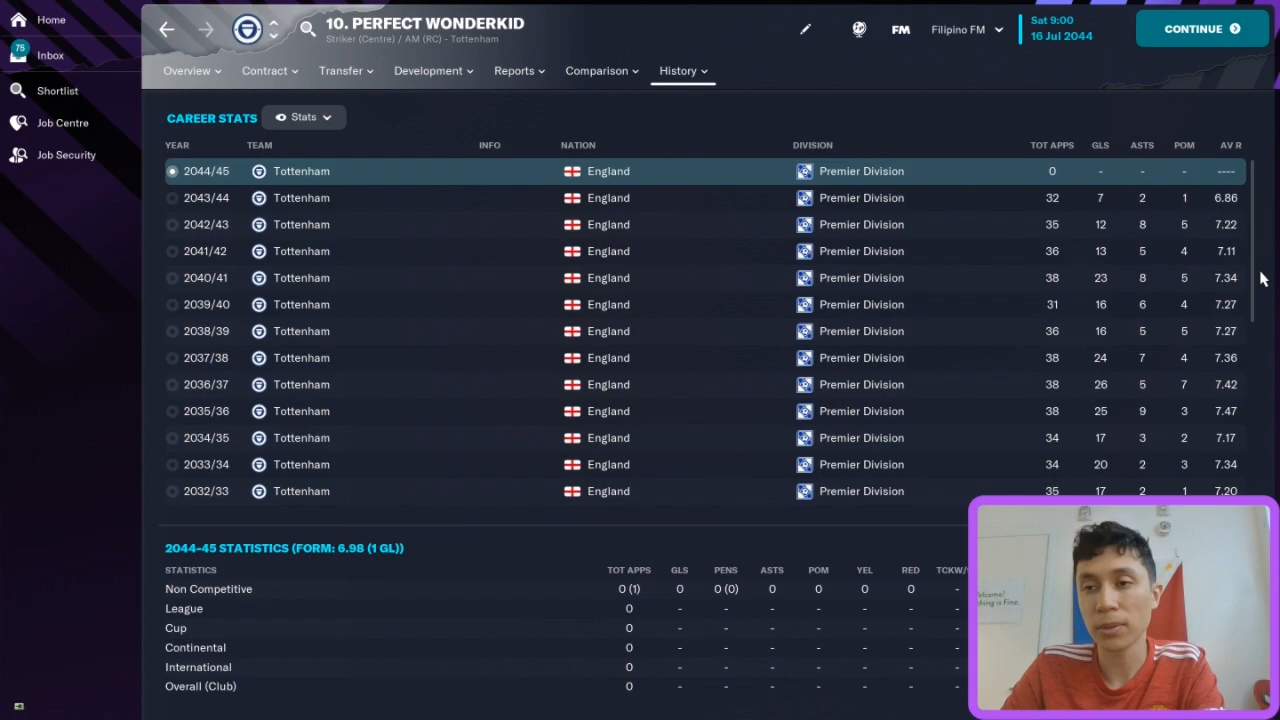 Home
75
Inbox
Shortlist
Job Centre
Job Security
10. PERFECT WONDERKID
Striker (Centre) / AM (RC) - Tottenham
FM
Filipino FM
Sat 9:00
16 Jul 2044
CONTINUE
Overview
Contract
Transfer
Development
Reports
Comparison
History
CAREER STATS
Stats
YEAR TEAM INFO NATION DIVISION TOT APPS GLS ASTS POM AV R
2044/45 Tottenham England Premier Division 0 - - - ----
2043/44 Tottenham England Premier Division 32 7 2 1 6.86
2042/43 Tottenham England Premier Division 35 12 8 5 7.22
2041/42 Tottenham England Premier Division 36 13 5 4 7.11
2040/41 Tottenham England Premier Division 38 23 8 5 7.34
2039/40 Tottenham England Premier Division 31 16 6 4 7.27
2038/39 Tottenham England Premier Division 36 16 5 5 7.27
2037/38 Tottenham England Premier Division 38 24 7 4 7.36
2036/37 Tottenham England Premier Division 38 26 5 7 7.42
2035/36 Tottenham England Premier Division 38 25 9 3 7.47
2034/35 Tottenham England Premier Division 34 17 3 2 7.17
2033/34 Tottenham England Premier Division 34 20 2 3 7.34
2032/33 Tottenham England Premier Division 35 17 2 1 7.20
2044-45 STATISTICS (FORM: 6.98 (1 GL))
STATISTICS TOT APPS GLS PENS ASTS POM YEL RED TCKW/
Non Competitive 0 (1) 0 0 (0) 0 0 0 0 -
League 0 - - - - - - -
Cup 0 - - - - - - -
Continental 0 - - - - - - -
International 0 - - - - - - -
Overall (Club) 0 - - - - - - -
elcome!
hing is fine.